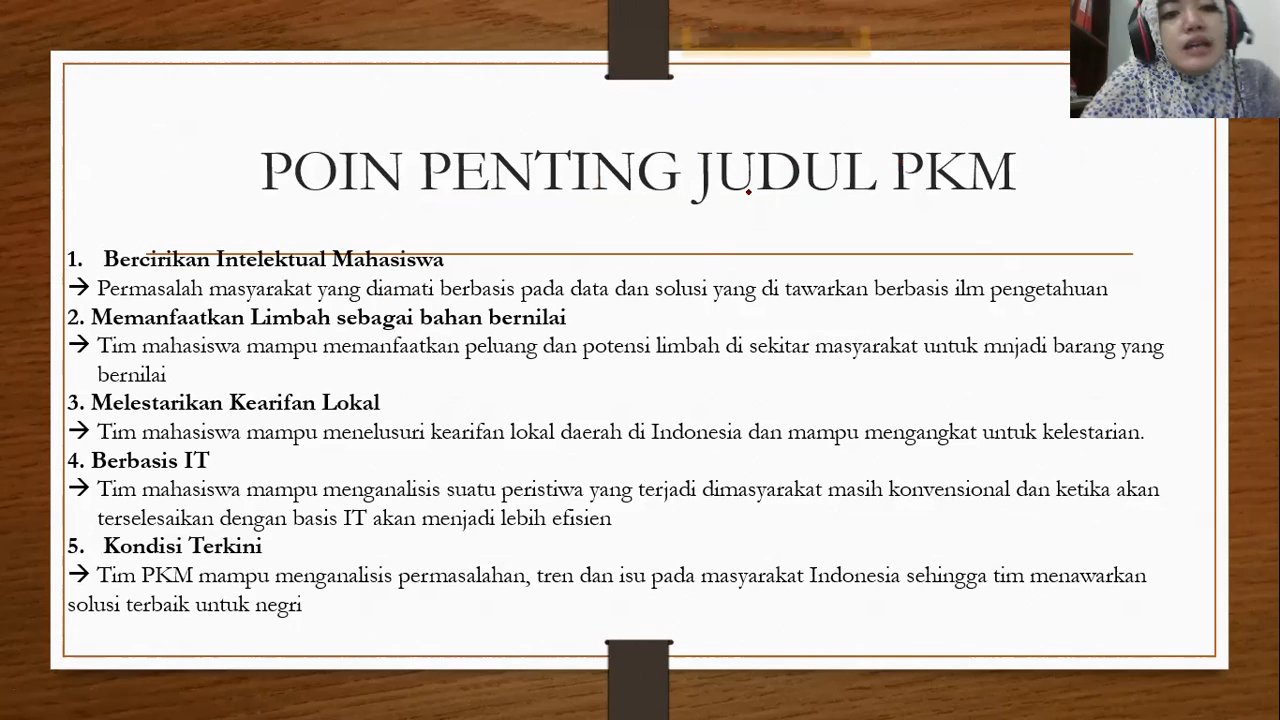 POIN PENTING JUDUL PKM
1. Bercirikan Intelektual Mahasiswa
→ Permasalah masyarakat yang diamati berbasis pada data dan solusi yang di tawarkan berbasis ilm pengetahuan
2. Memanfaatkan Limbah sebagai bahan bernilai
→ Tim mahasiswa mampu memanfaatkan peluang dan potensi limbah di sekitar masyarakat untuk mnjadi barang yang
bernilai
3. Melestarikan Kearifan Lokal
→ Tim mahasiswa mampu menelusuri kearifan lokal daerah di Indonesia dan mampu mengangkat untuk kelestarian.
4. Berbasis IT
→ Tim mahasiswa mampu menganalisis suatu peristiwa yang terjadi dimasyarakat masih konvensional dan ketika akan
terselesaikan dengan basis IT akan menjadi lebih efisien
5. Kondisi Terkini
→ Tim PKM mampu menganalisis permasalahan, tren dan isu pada masyarakat Indonesia sehingga tim menawarkan
solusi terbaik untuk negri